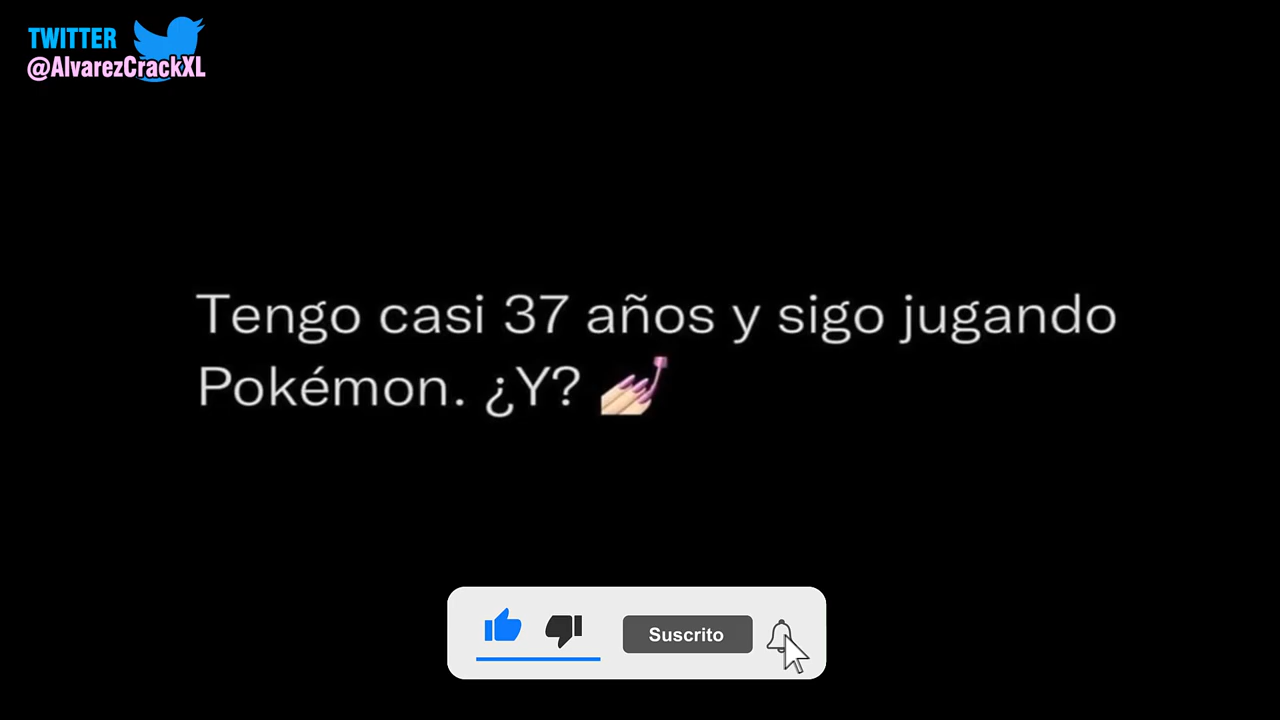 TWITTER
@AlvarezCrackXL
Tengo casi 37 años y sigo jugando
Pokémon. ¿Y? 💅🏼
Suscrito